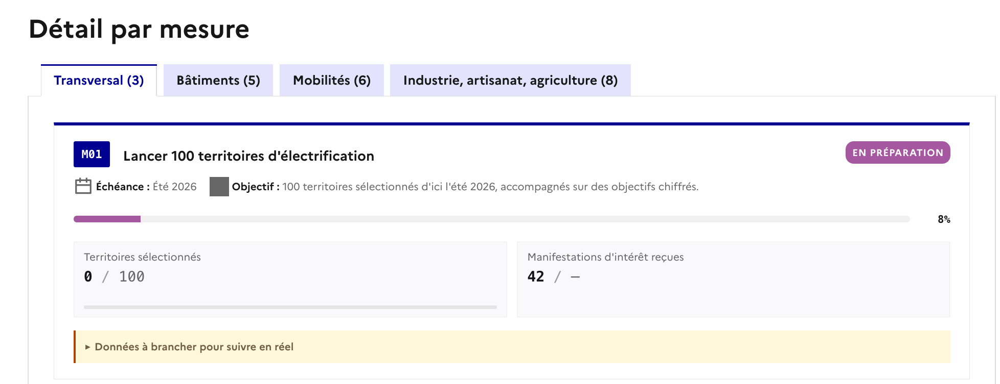 Détail par mesure
Transversal (3) Bâtiments (5) Mobilités (6) Industrie, artisanat, agriculture (8)
M01 Lancer 100 territoires d'électrification EN PRÉPARATION
Échéance : Été 2026 Objectif : 100 territoires sélectionnés d'ici l'été 2026, accompagnés sur des objectifs chiffrés.
8%
Territoires sélectionnés
0 / 100
Manifestations d'intérêt reçues
42 / —
▸ Données à brancher pour suivre en réel